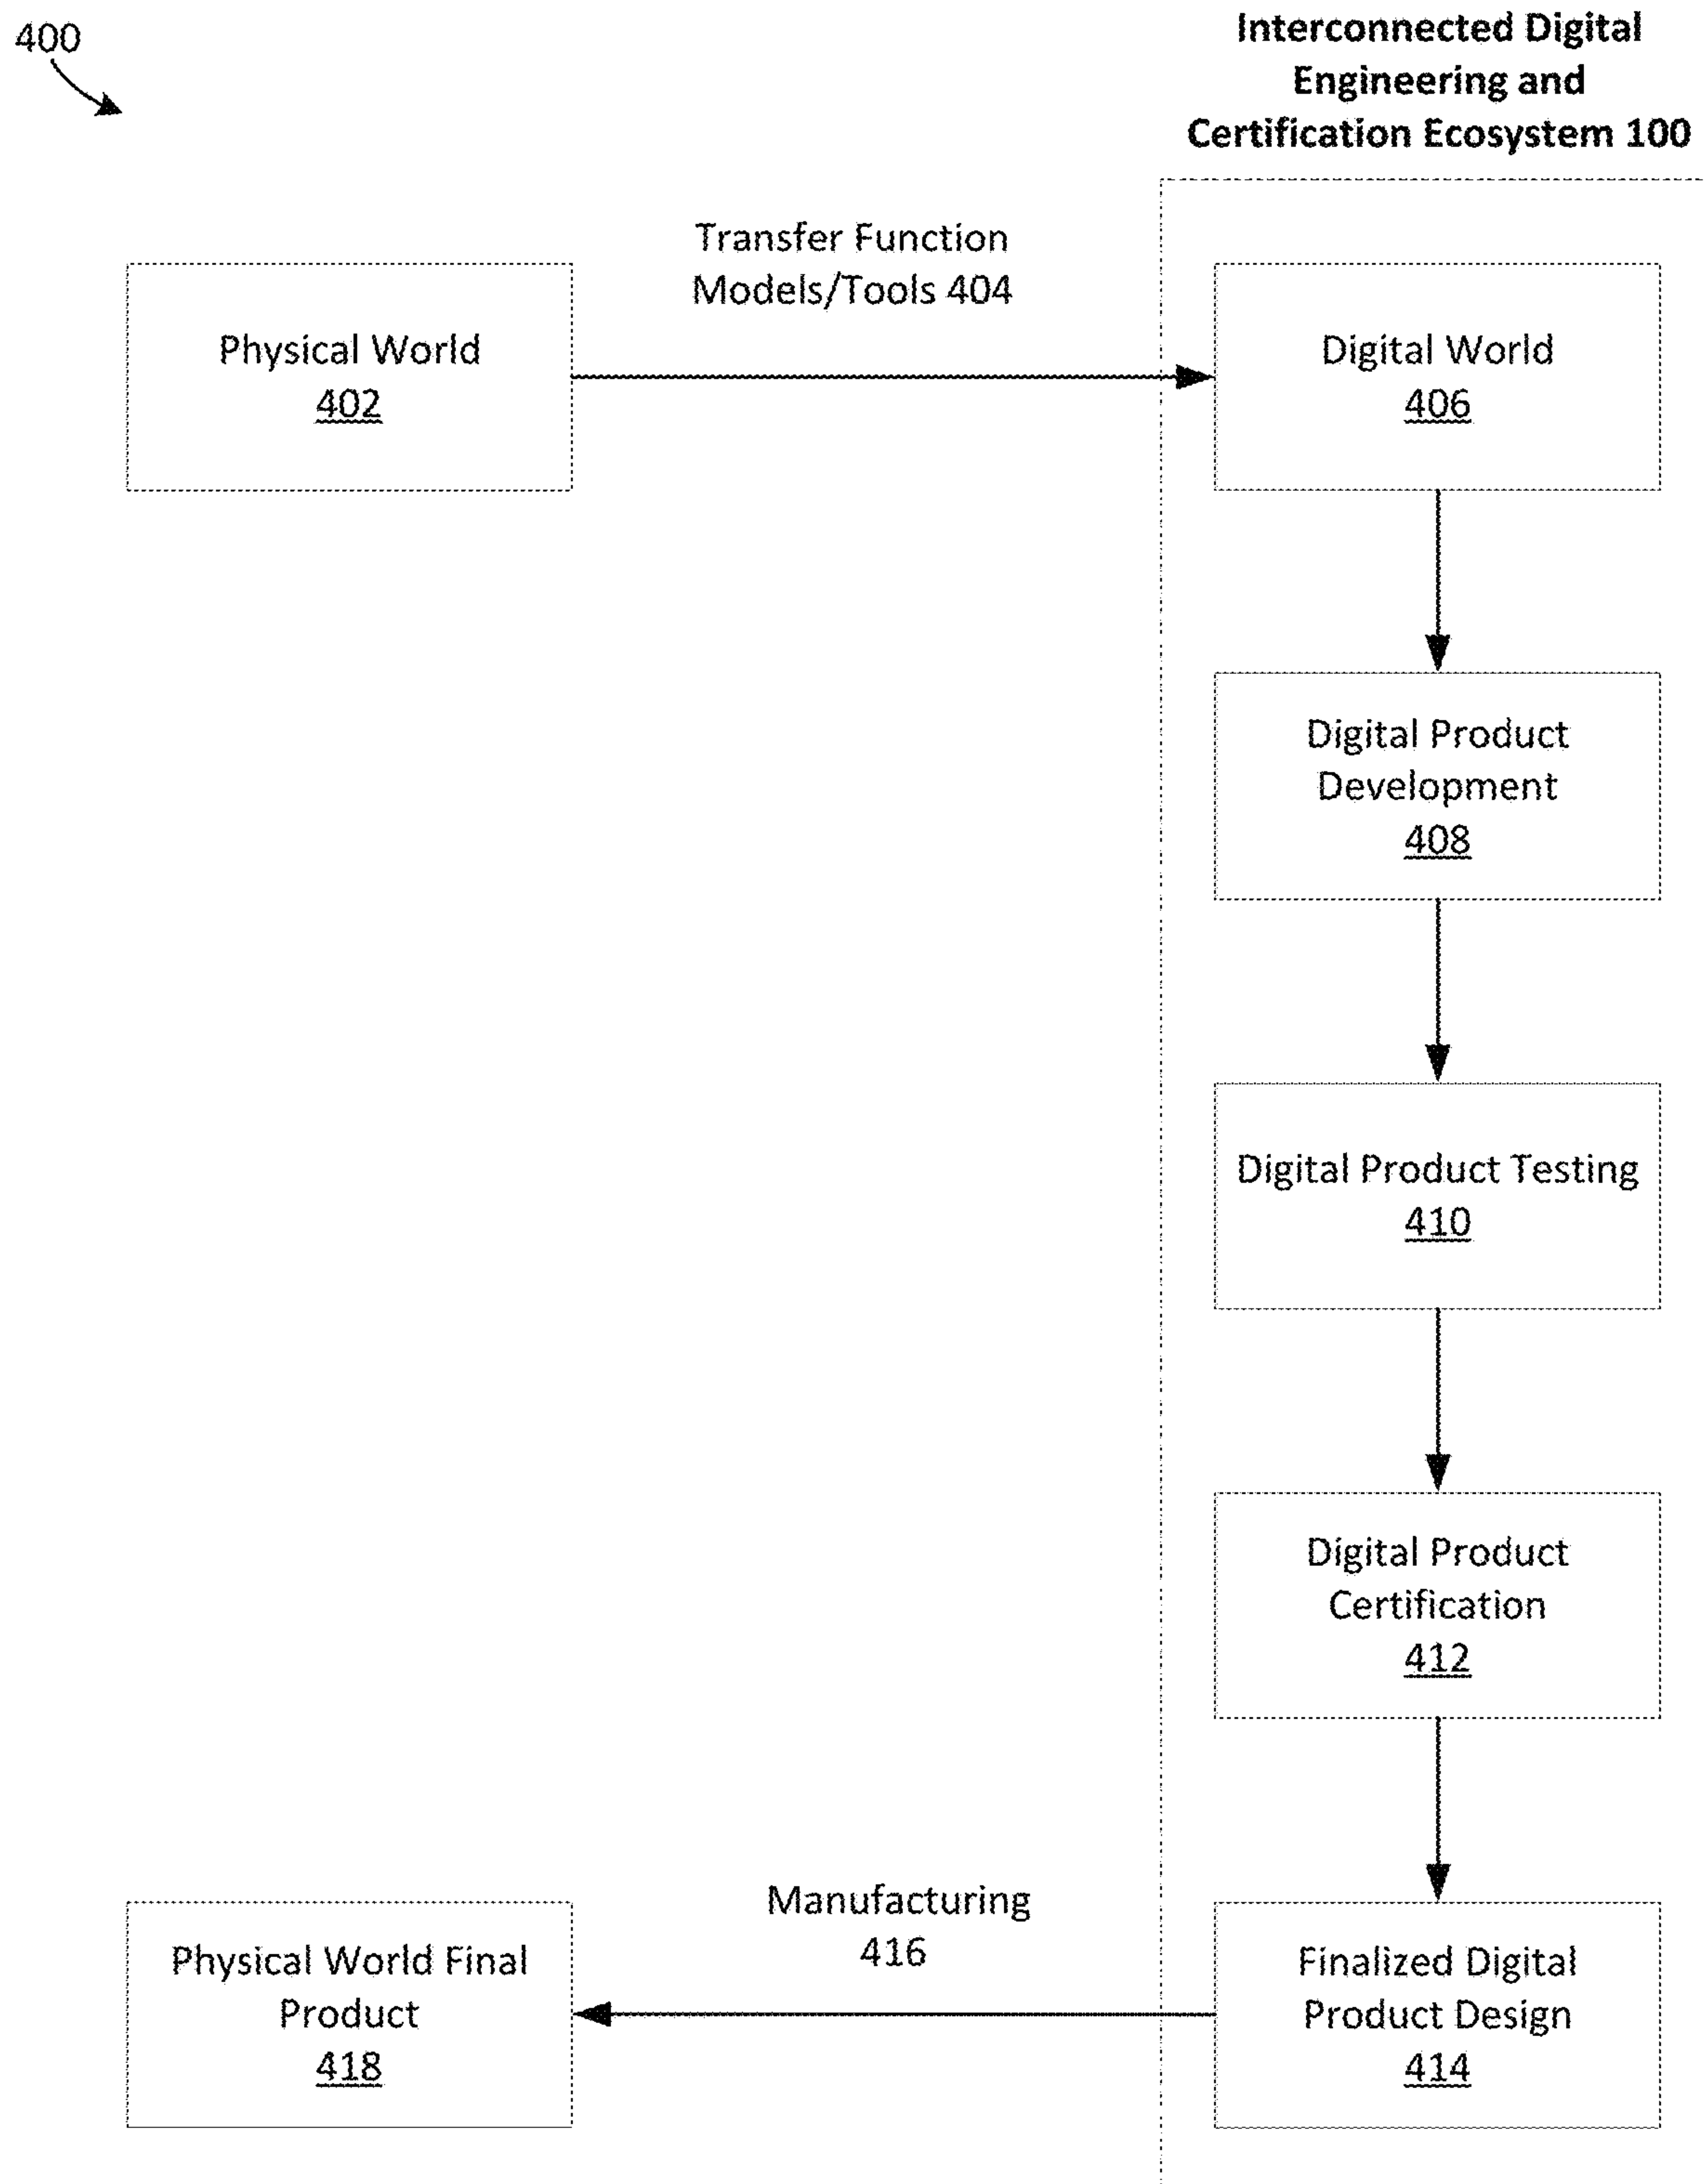 400
Interconnected Digital
Engineering and
Certification Ecosystem 100
Transfer Function
Models/Tools 404
Physical World
402
Digital World
406
Digital Product
Development
408
Digital Product Testing
410
Digital Product
Certification
412
Manufacturing
416
Physical World Final
Product
418
Finalized Digital
Product Design
414